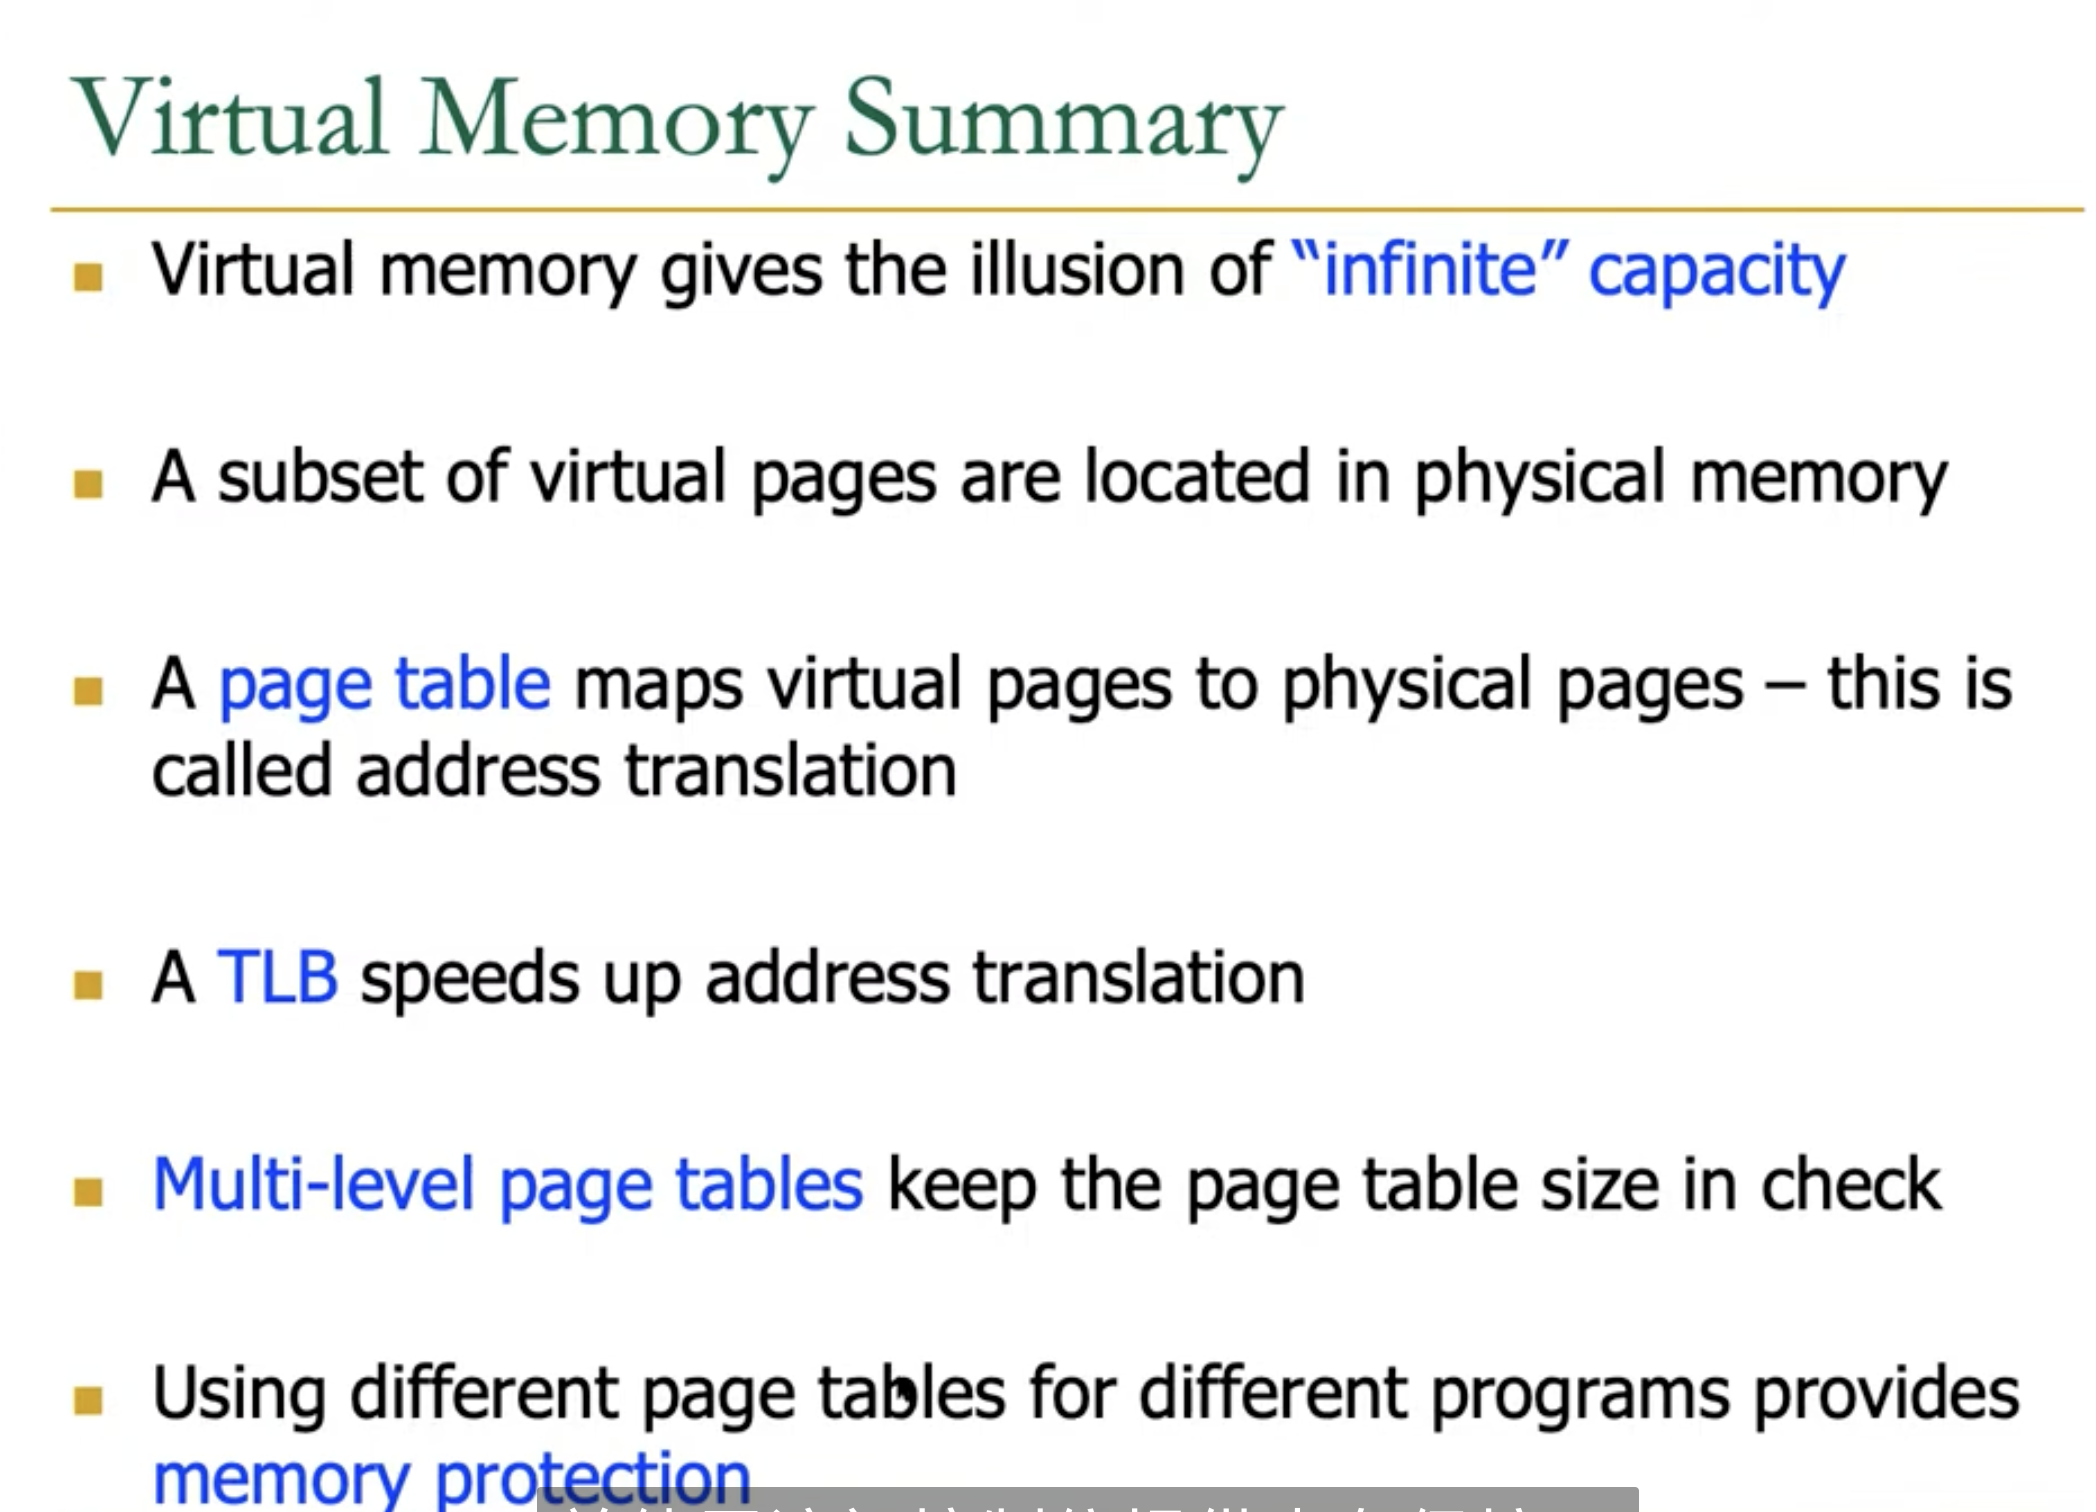 Virtual Memory Summary
Virtual memory gives the illusion of “infinite” capacity
A subset of virtual pages are located in physical memory
A page table maps virtual pages to physical pages – this is
called address translation
A TLB speeds up address translation
Multi-level page tables keep the page table size in check
Using different page tables for different programs provides
memory protection